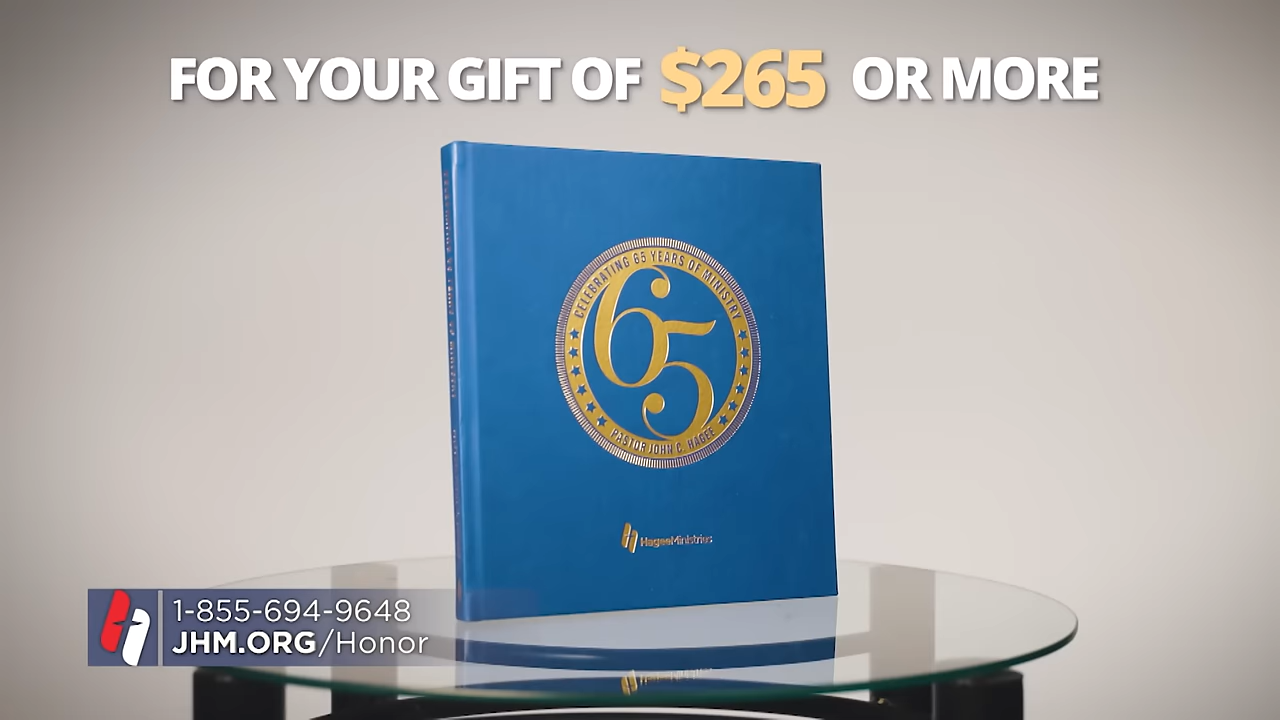 FOR YOUR GIFT OF $265 OR MORE
CELEBRATING 65 YEARS OF MINISTRY
65
PASTOR JOHN C. HAGEE
HageeMinistries
1-855-694-9648
JHM.ORG/Honor